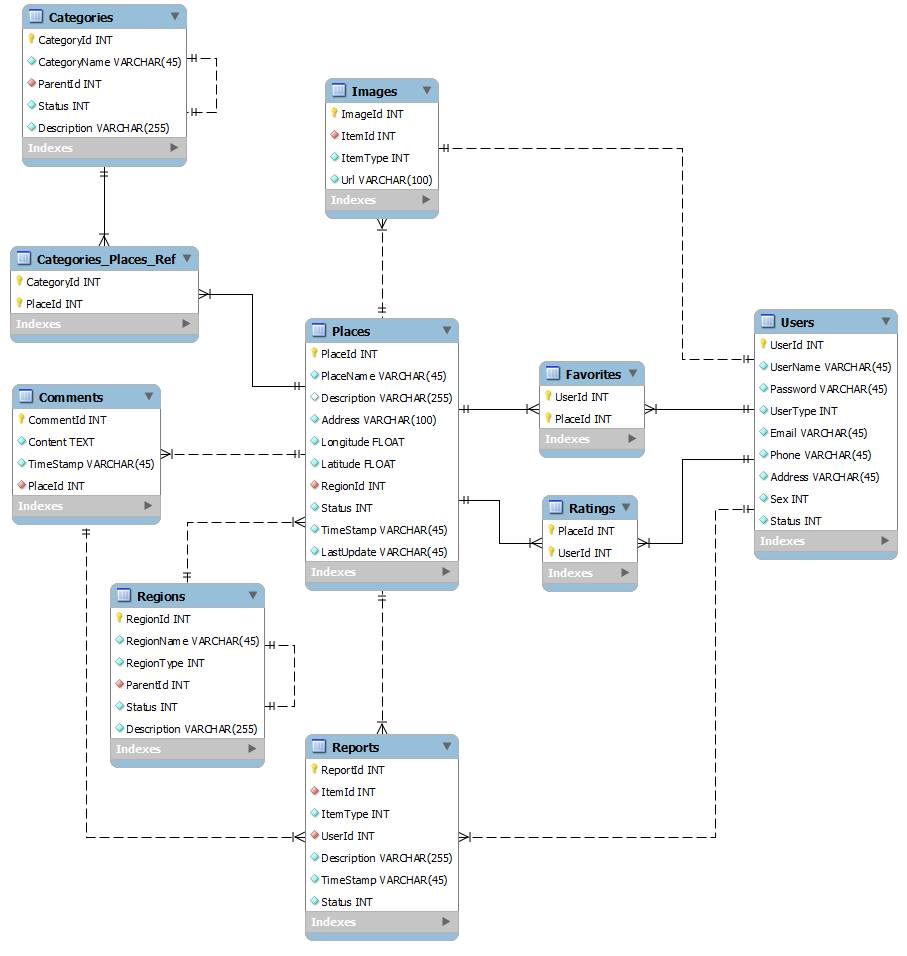 Categories
CategoryId INT
CategoryName VARCHAR(45)
ParentId INT
Status INT
Description VARCHAR(255)
Indexes
Images
ImageId INT
ItemId INT
ItemType INT
Url VARCHAR(100)
Indexes
Categories_Places_Ref
CategoryId INT
PlaceId INT
Indexes
Places
PlaceId INT
PlaceName VARCHAR(45)
Description VARCHAR(255)
Address VARCHAR(100)
Longitude FLOAT
Latitude FLOAT
RegionId INT
Status INT
TimeStamp VARCHAR(45)
LastUpdate VARCHAR(45)
Indexes
Users
UserId INT
UserName VARCHAR(45)
Password VARCHAR(45)
UserType INT
Email VARCHAR(45)
Phone VARCHAR(45)
Address VARCHAR(45)
Sex INT
Status INT
Indexes
Favorites
UserId INT
PlaceId INT
Indexes
Comments
CommentId INT
Content TEXT
TimeStamp VARCHAR(45)
PlaceId INT
Indexes
Ratings
PlaceId INT
UserId INT
Indexes
Regions
RegionId INT
RegionName VARCHAR(45)
RegionType INT
ParentId INT
Status INT
Description VARCHAR(255)
Indexes
Reports
ReportId INT
ItemId INT
ItemType INT
UserId INT
Description VARCHAR(255)
TimeStamp VARCHAR(45)
Status INT
Indexes